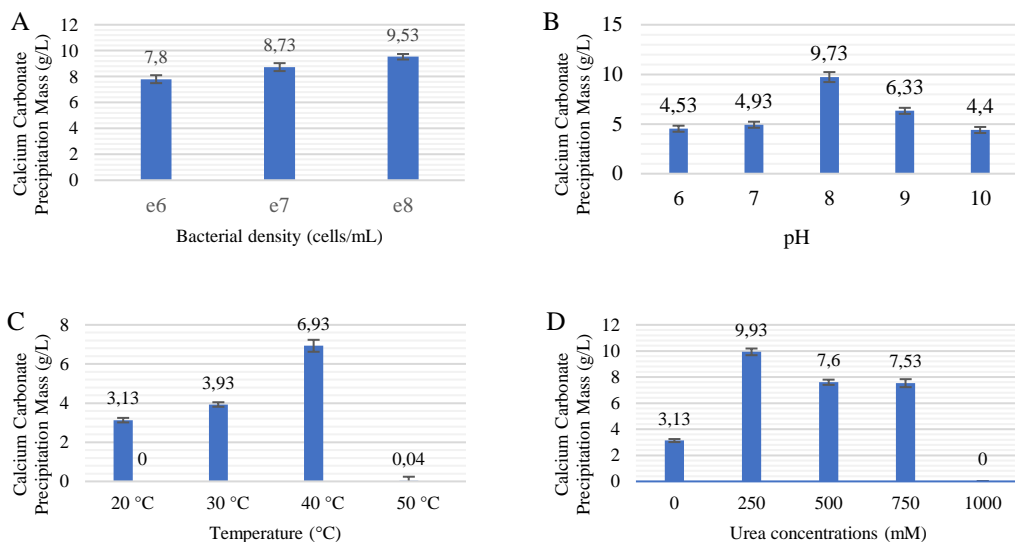 A
Calcium Carbonate
Precipitation Mass (g/L)
12
10
8
6
4
2
0
7,8
8,73
9,53
e6
e7
e8
Bacterial density (cells/mL)
B
Calcium Carbonate
Precipitation Mass (g/L)
15
10
5
0
4,53
4,93
9,73
6,33
4,4
6
7
8
9
10
pH
C
Calcium Carbonate
Precipitation Mass (g/L)
8
6
4
2
0
3,13
0
3,93
6,93
0,04
20 °C
30 °C
40 °C
50 °C
Temperature (°C)
D
Calcium Carbonate
Precipitation Mass (g/L)
12
10
8
6
4
2
0
3,13
9,93
7,6
7,53
0
0
250
500
750
1000
Urea concentrations (mM)